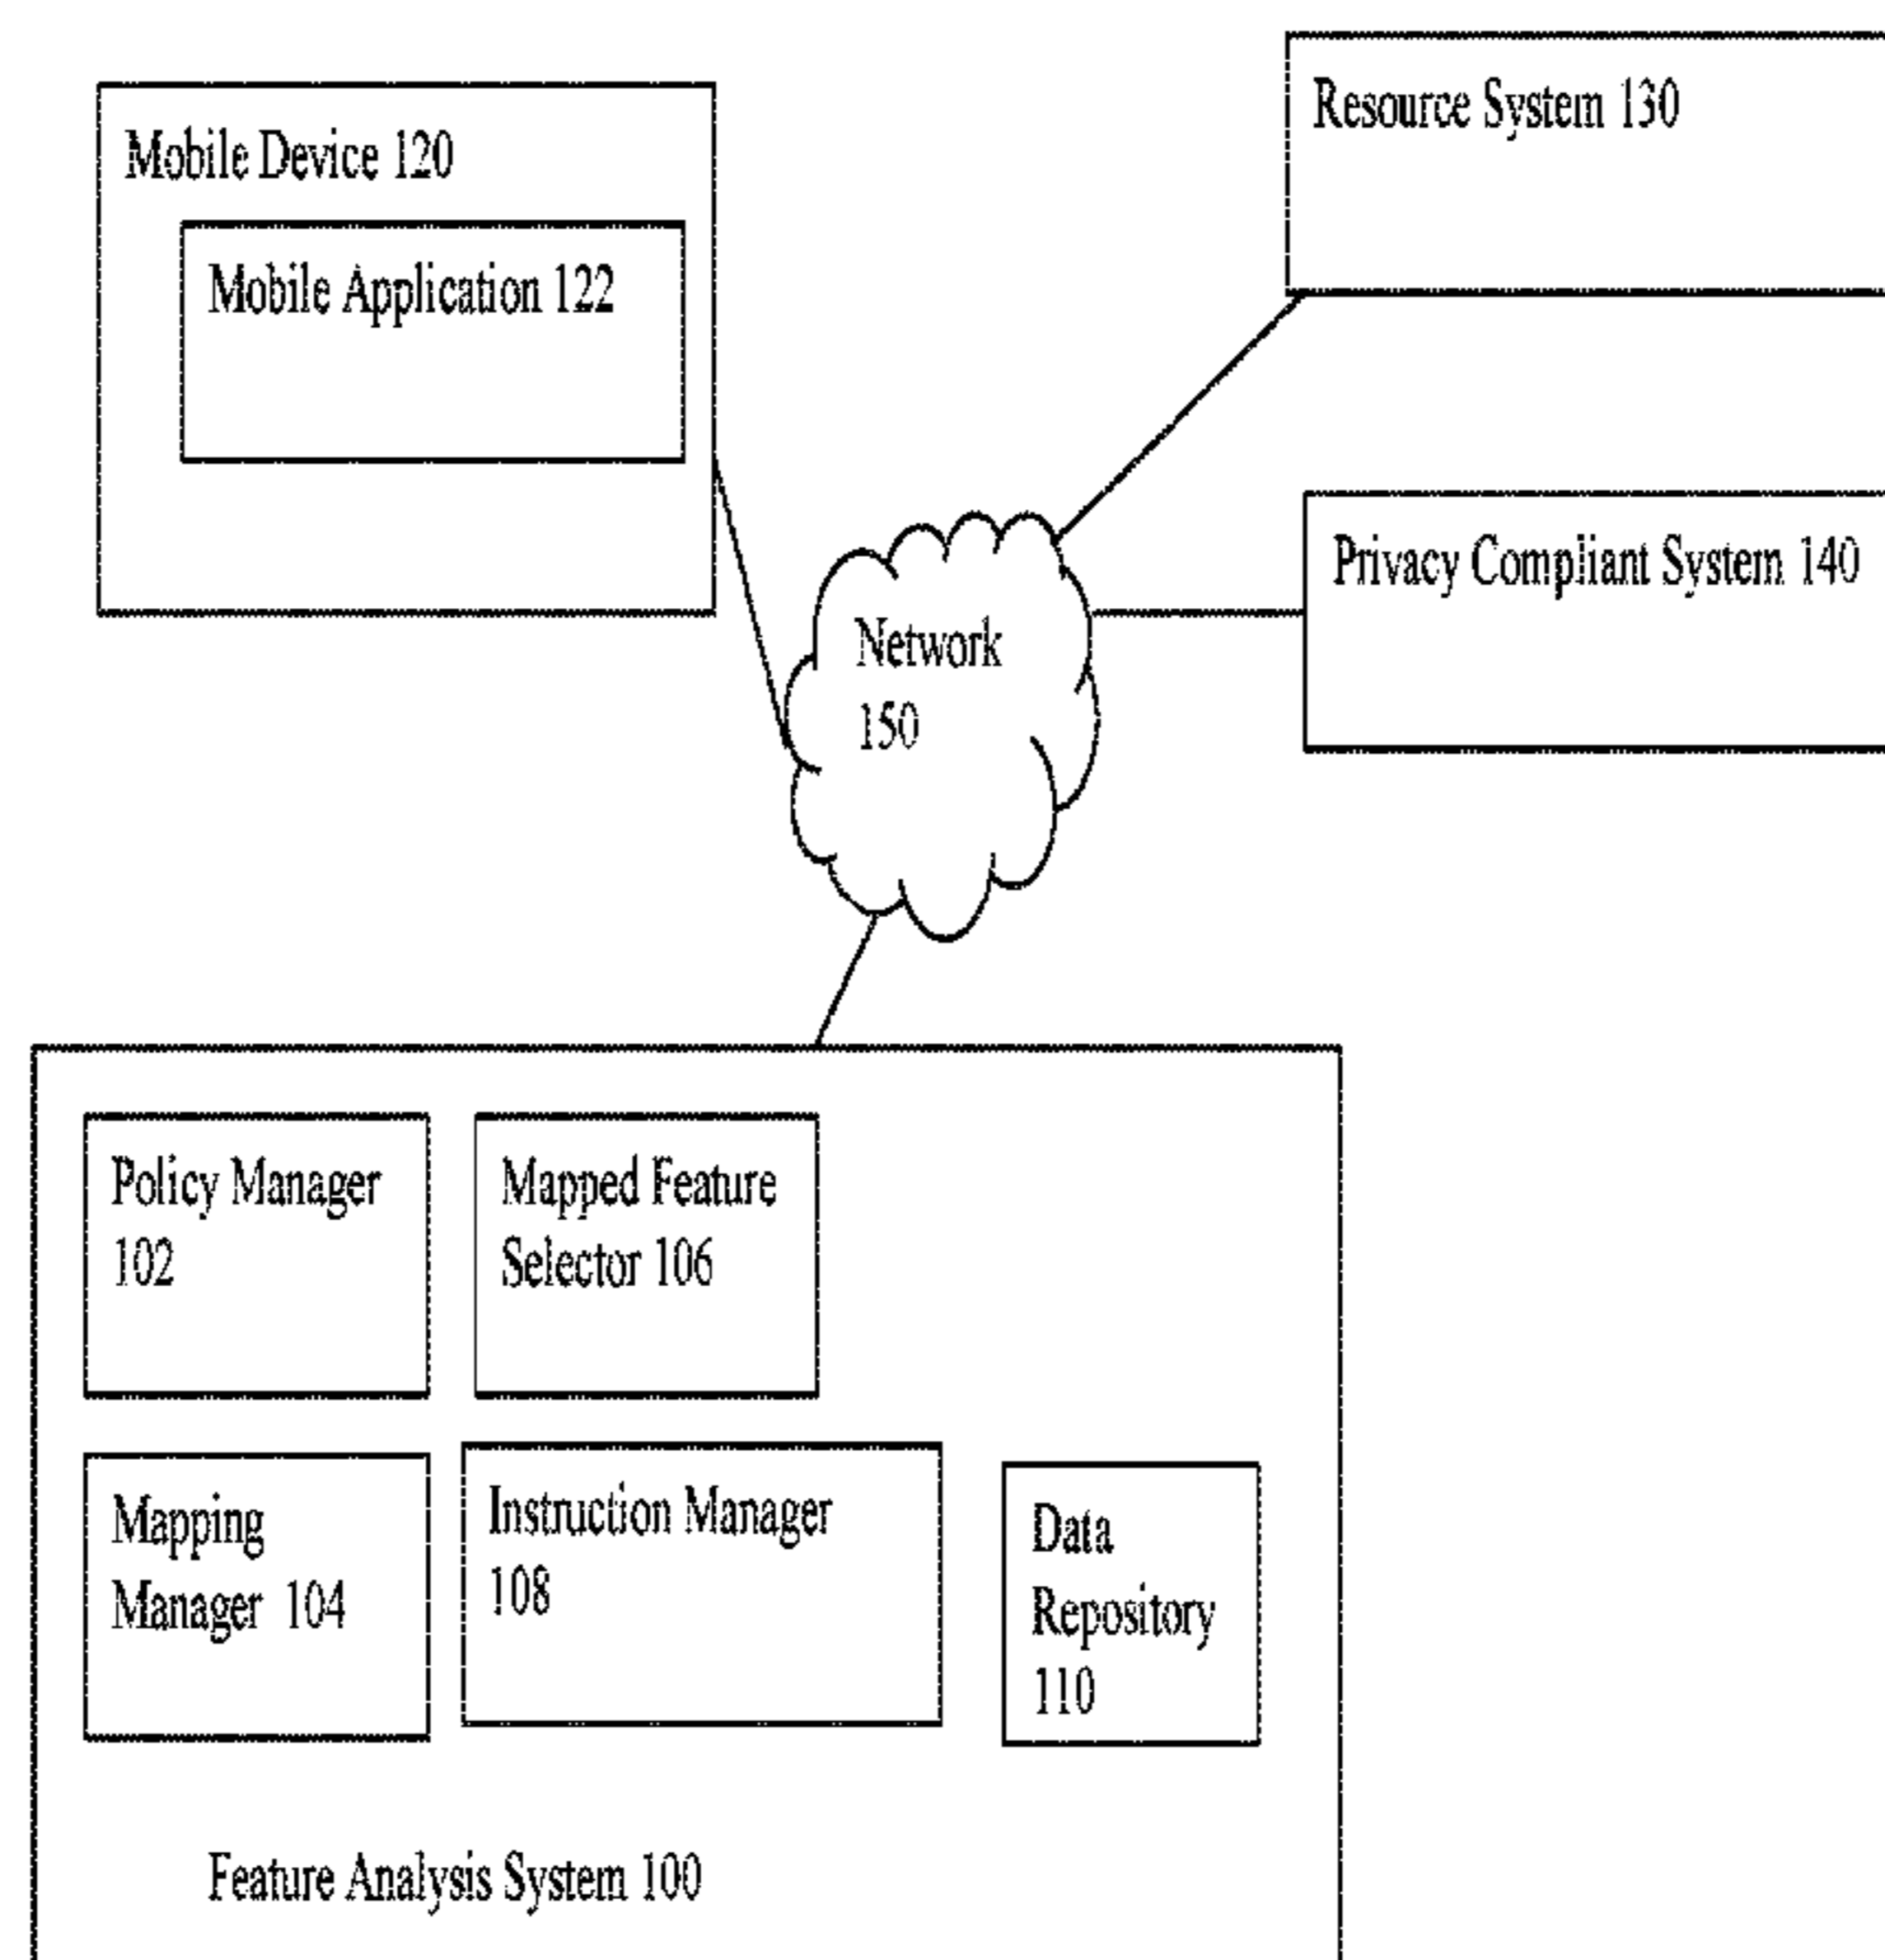 Mobile Device 120
Mobile Application 122
Resource System 130
Privacy Compliant System 140
Network
150
Policy Manager
102
Mapped Feature
Selector 106
Mapping
Manager 104
Instruction Manager
108
Data
Repository
110
Feature Analysis System 100